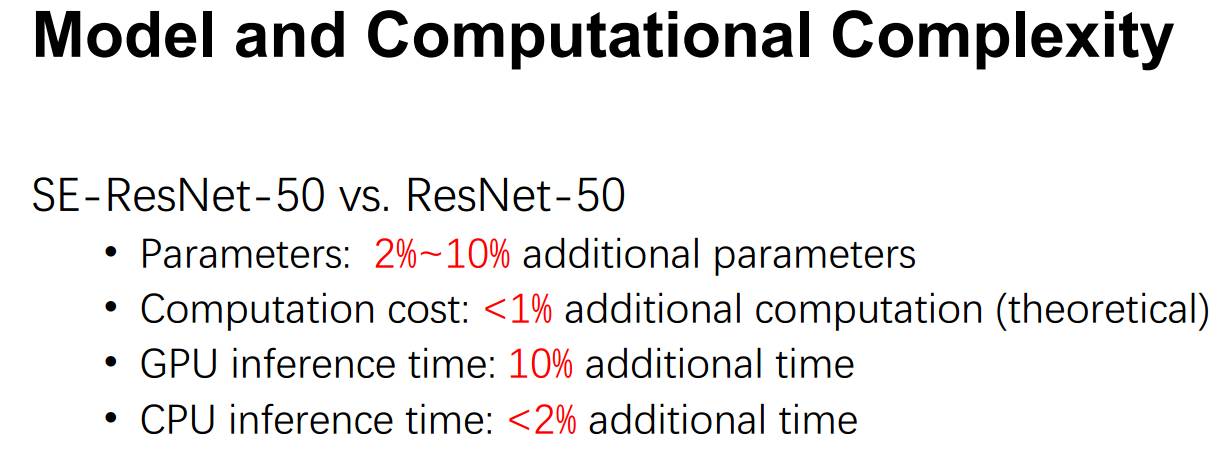 Model and Computational Complexity
SE-ResNet-50 vs. ResNet-50
• Parameters: 2%~10% additional parameters
• Computation cost: <1% additional computation (theoretical)
• GPU inference time: 10% additional time
• CPU inference time: <2% additional time